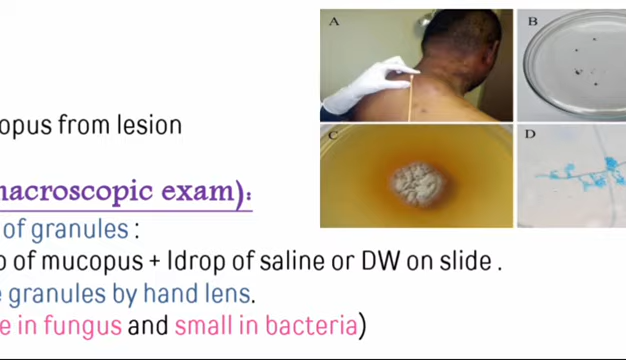 A
B
opus from lesion
C
D
nacroscopic exam):
of granules :
o of mucopus + 1drop of saline or DW on slide .
e granules by hand lens.
e in fungus and small in bacteria)